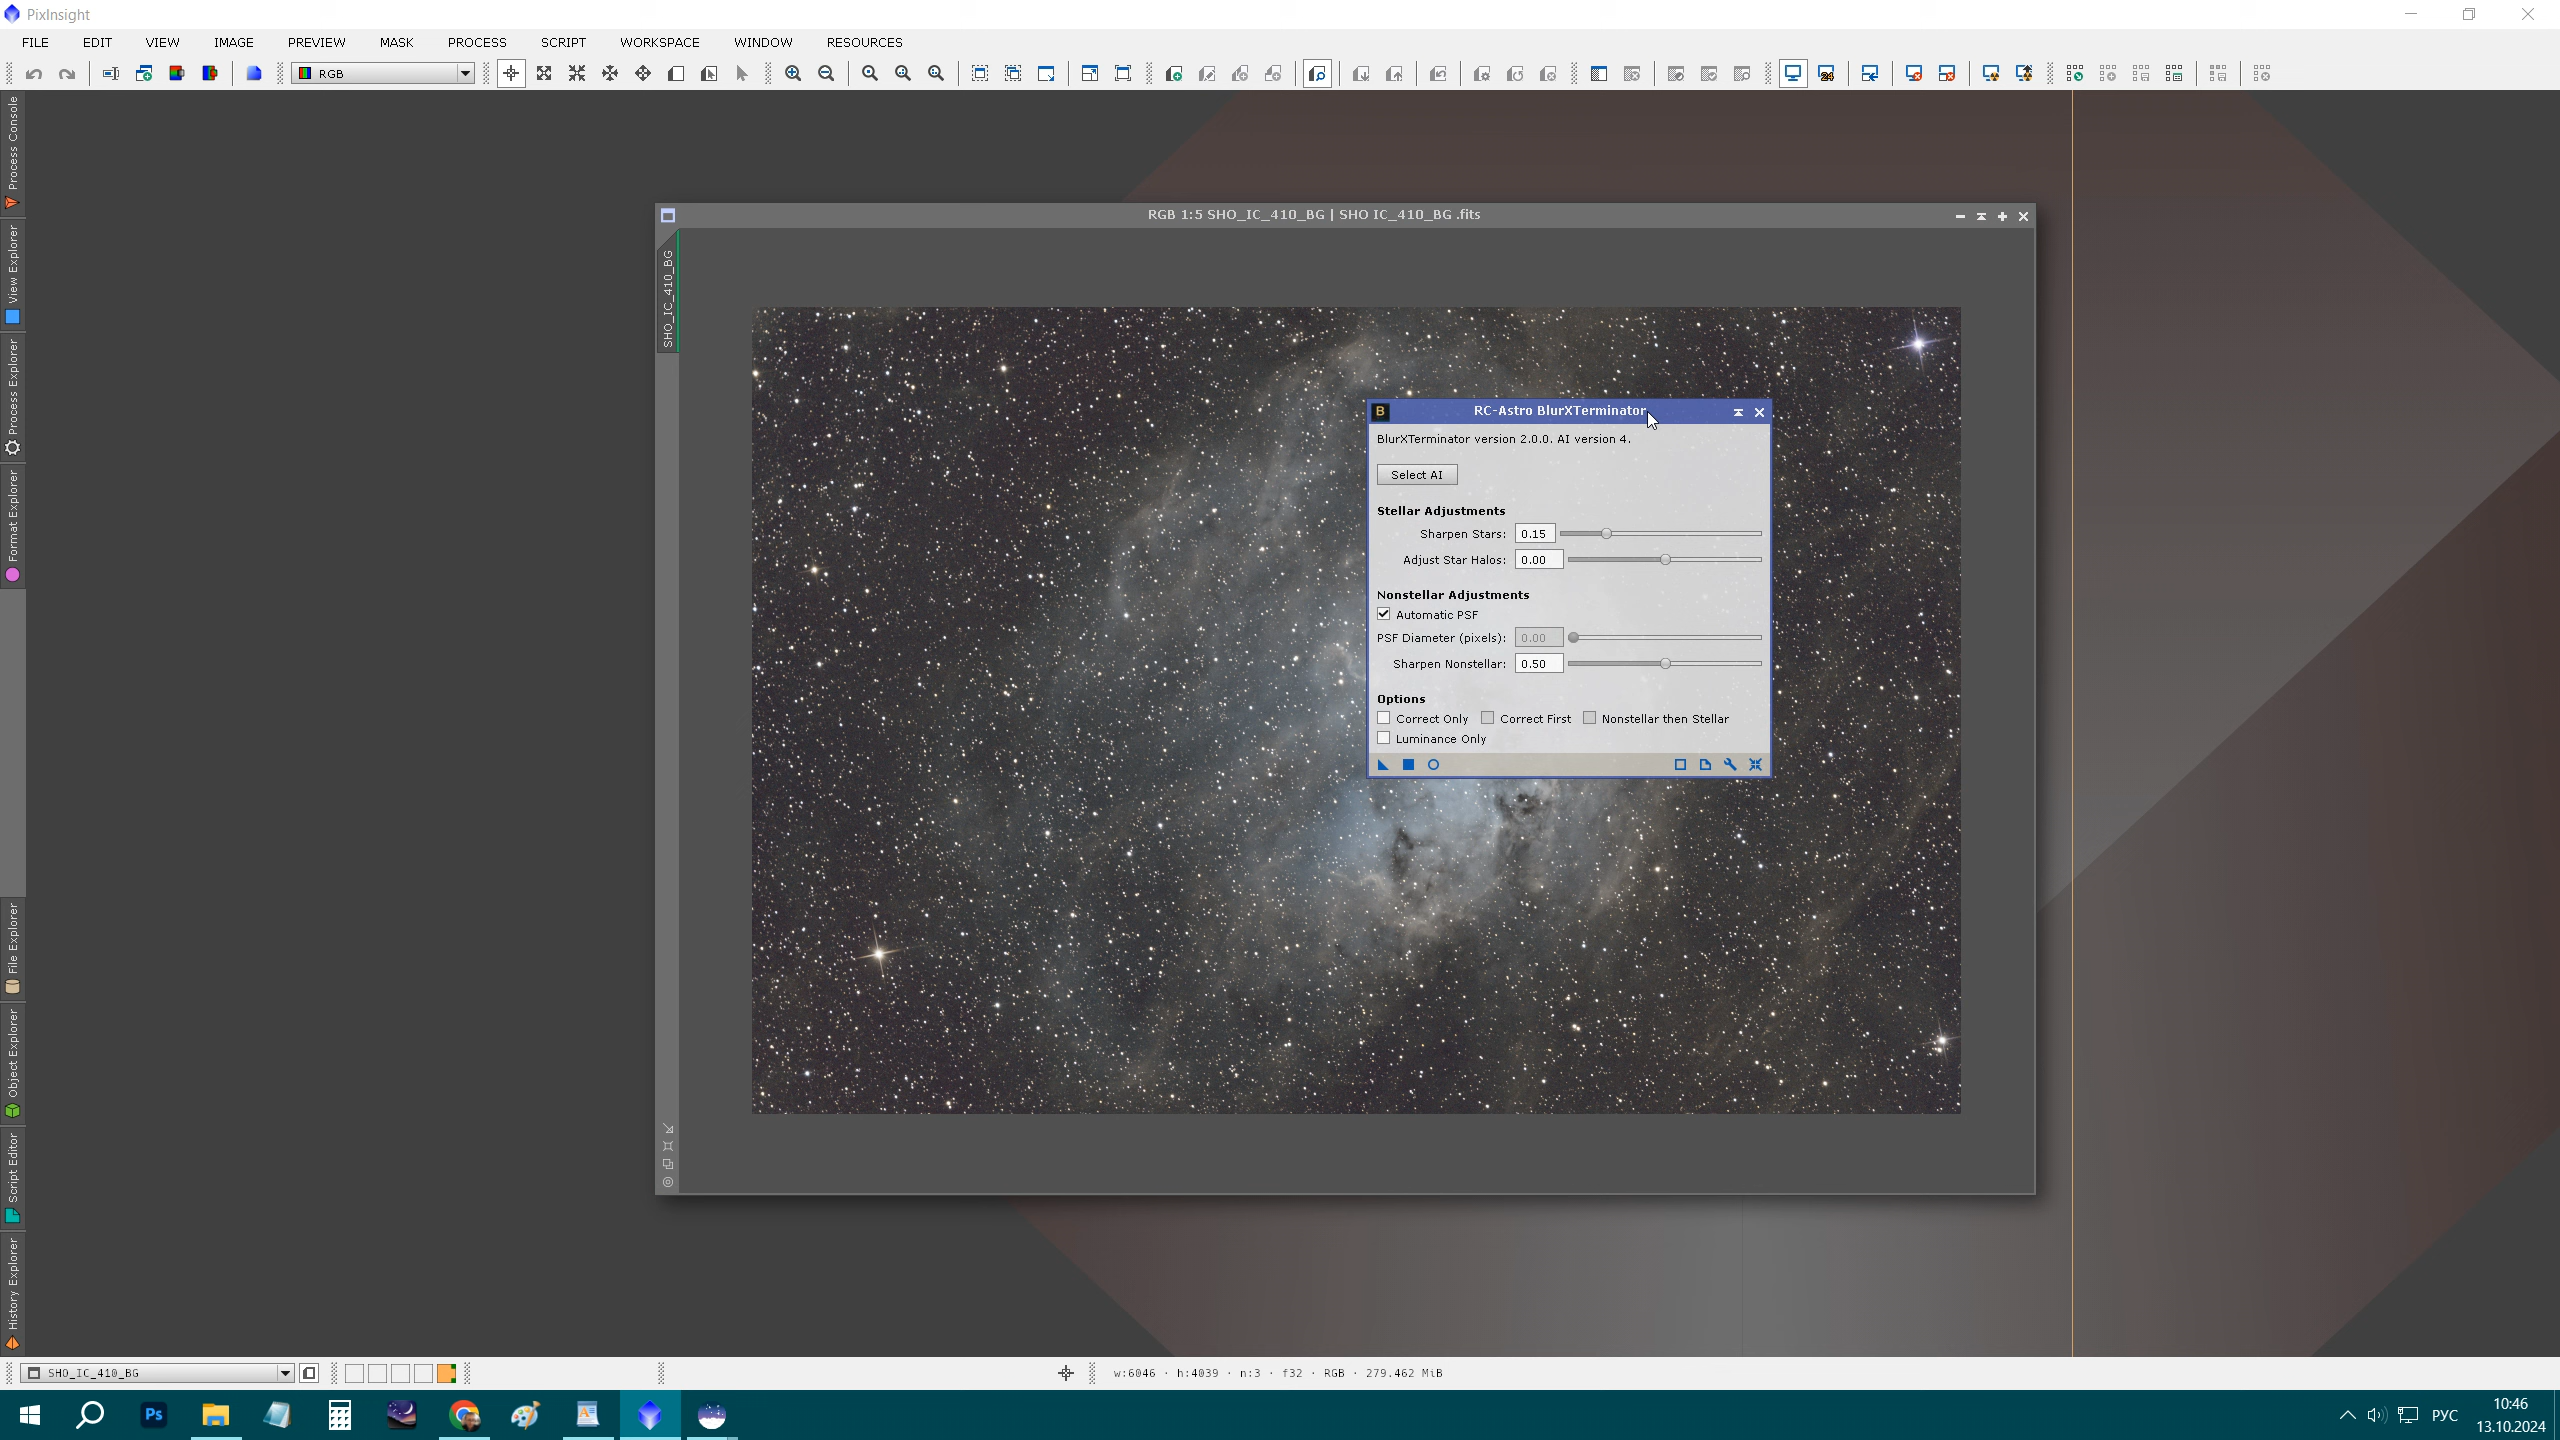 PixInsight
FILE EDIT VIEW IMAGE PREVIEW MASK PROCESS SCRIPT WORKSPACE WINDOW RESOURCES
RGB
24
Process Console
View Explorer
Process Explorer
Format Explorer
File Explorer
Object Explorer
Script Editor
History Explorer
RGB 1:5 SHO_IC_410_BG | SHO IC_410_BG .fits
SHO_IC_410_BG
B RC-Astro BlurXTerminator
BlurXTerminator version 2.0.0. AI version 4.
Select AI
Stellar Adjustments
Sharpen Stars: 0.15
Adjust Star Halos: 0.00
Nonstellar Adjustments
Automatic PSF
PSF Diameter (pixels): 0.00
Sharpen Nonstellar: 0.50
Options
Correct Only Correct First Nonstellar then Stellar
Luminance Only
SHO_IC_410_BG
w:6046 · h:4039 · n:3 · f32 · RGB · 279.462 MiB
Ps
РУС
10:46
13.10.2024